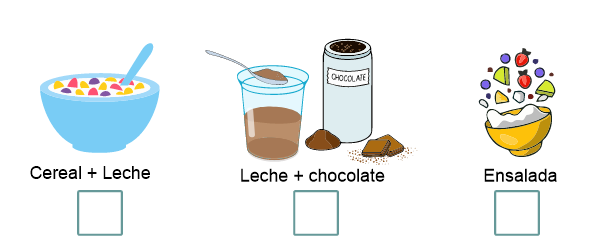 CHOCOLATE
Cereal + Leche
Leche + chocolate
Ensalada